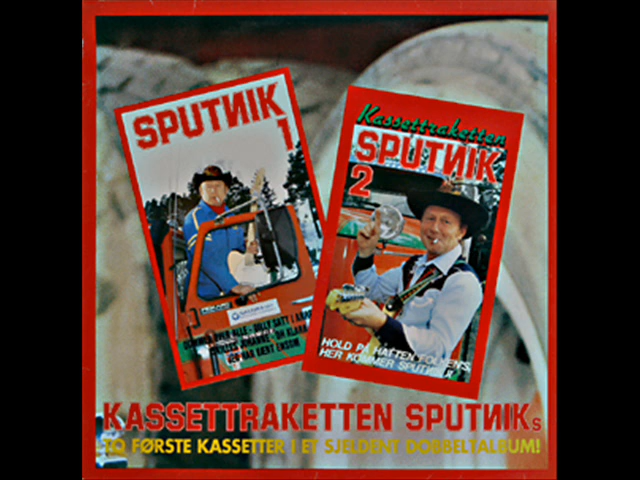 SPUTNIK
1
Kassettraketten
SPUTNIK
2
HOLD PÅ HATTEN FOLKENS,
HER KOMMER SPUTNIK
KASSETTRAKETTEN SPUTNIKs
TO FØRSTE KASSETTER I ET SJELDENT DOBBELTALBUM!